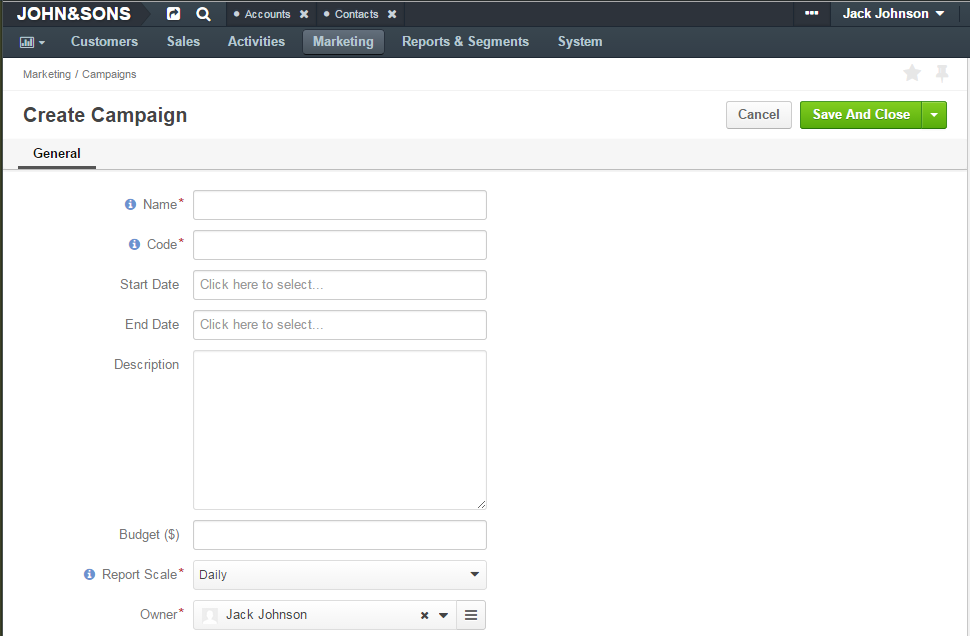 JOHN&SONS Accounts Contacts ••• Jack Johnson
Customers Sales Activities Marketing Reports & Segments System
Marketing / Campaigns
Create Campaign Cancel Save And Close
General
Name*
Code*
Start Date Click here to select...
End Date Click here to select...
Description
Budget ($)
Report Scale* Daily
Owner* Jack Johnson